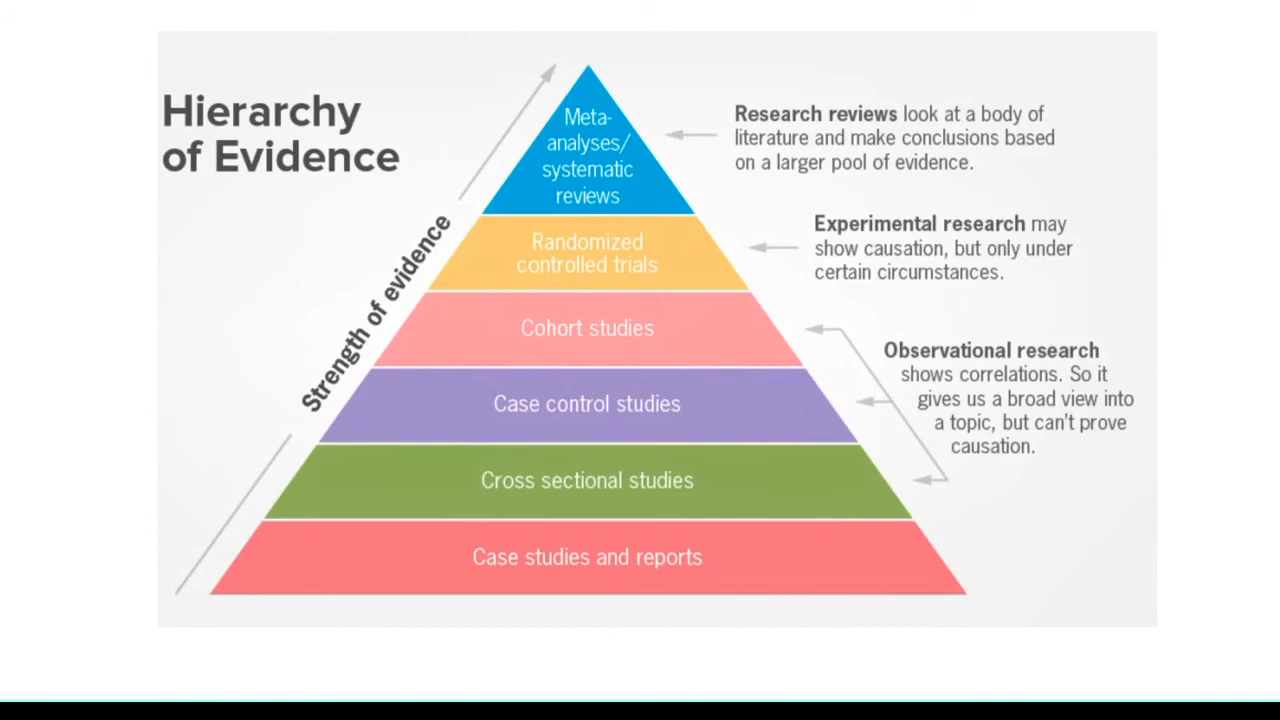 Hierarchy
of Evidence
Strength of evidence
Meta-
analyses/
systematic
reviews
Research reviews look at a body of
literature and make conclusions based
on a larger pool of evidence.
Randomized
controlled trials
Experimental research may
show causation, but only under
certain circumstances.
Cohort studies
Case control studies
Cross sectional studies
Observational research
shows correlations. So it
gives us a broad view into
a topic, but can't prove
causation.
Case studies and reports